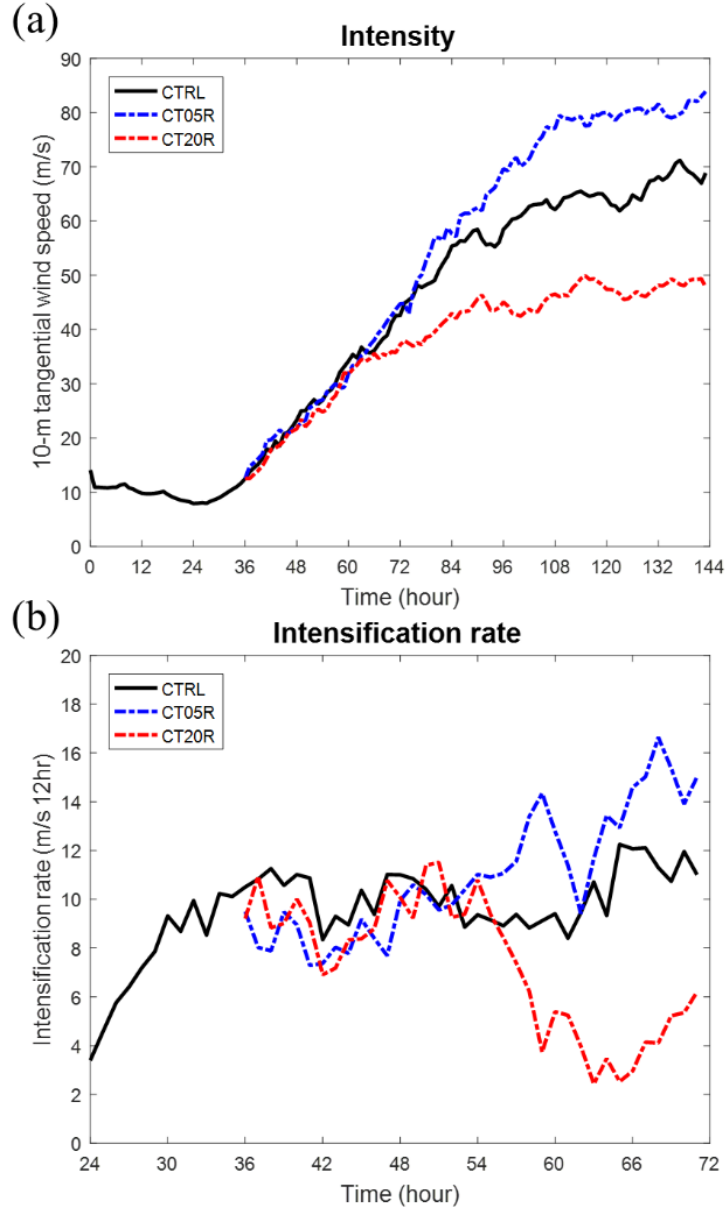 (a)
Intensity
90
80
70
60
50
40
30
20
10
0
10-m tangential wind speed (m/s)
CTRL
CT05R
CT20R
0 12 24 36 48 60 72 84 96 108 120 132 144
Time (hour)
(b)
Intensification rate
20
18
16
14
12
10
8
6
4
2
0
Intensification rate (m/s 12hr)
CTRL
CT05R
CT20R
24 30 36 42 48 54 60 66 72
Time (hour)